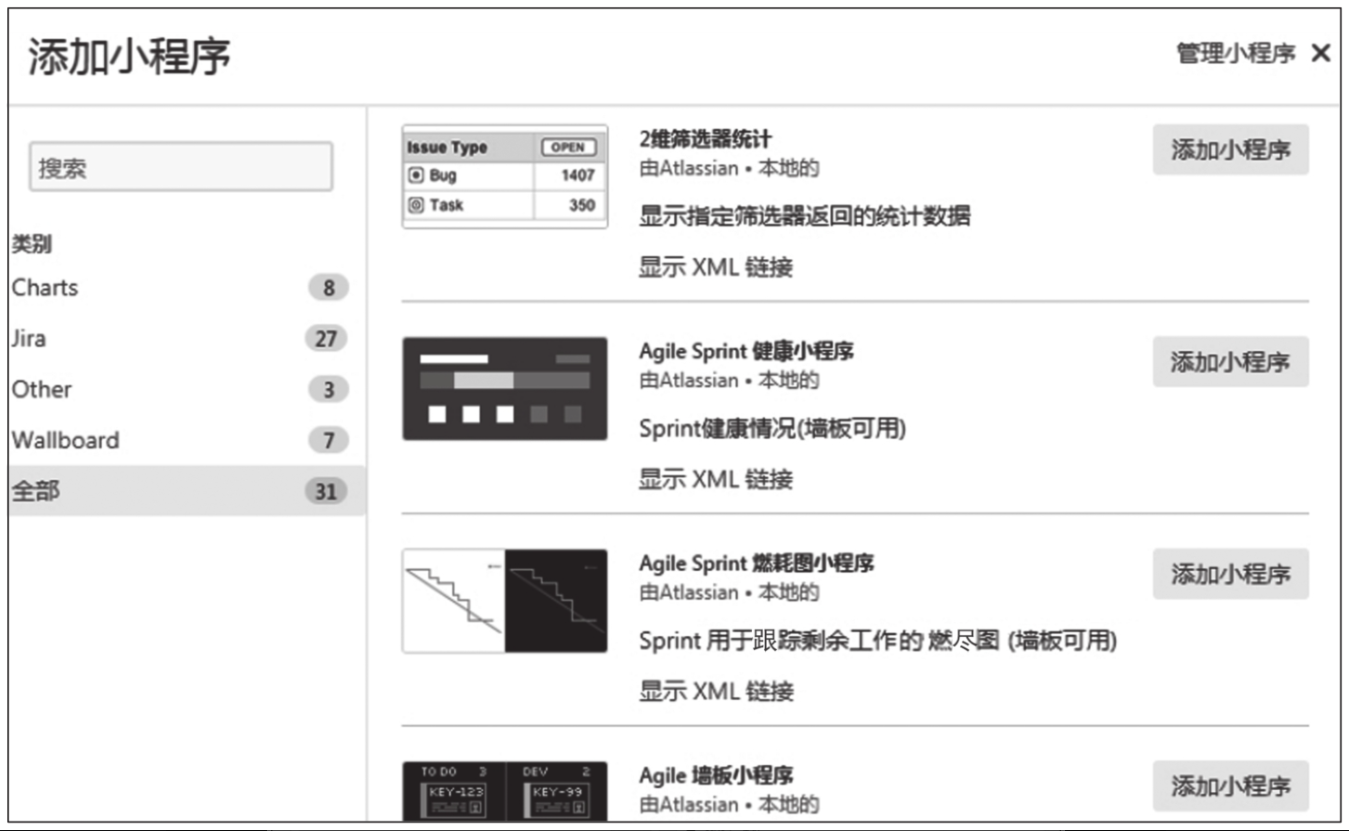 添加小程序
管理小程序 ✕
搜索
类别
Charts 8
Jira 27
Other 3
Wallboard 7
全部 31
Issue Type OPEN
Bug 1407
Task 350
2维筛选器统计
由Atlassian • 本地的
显示指定筛选器返回的统计数据
显示 XML 链接
添加小程序
Agile Sprint 健康小程序
由Atlassian • 本地的
Sprint健康情况(墙板可用)
显示 XML 链接
添加小程序
Agile Sprint 燃耗图小程序
由Atlassian • 本地的
Sprint 用于跟踪剩余工作的 燃尽图 (墙板可用)
显示 XML 链接
添加小程序
TO DO 3 DEV 2
KEY-123 KEY-99
Agile 墙板小程序
由Atlassian • 本地的
添加小程序